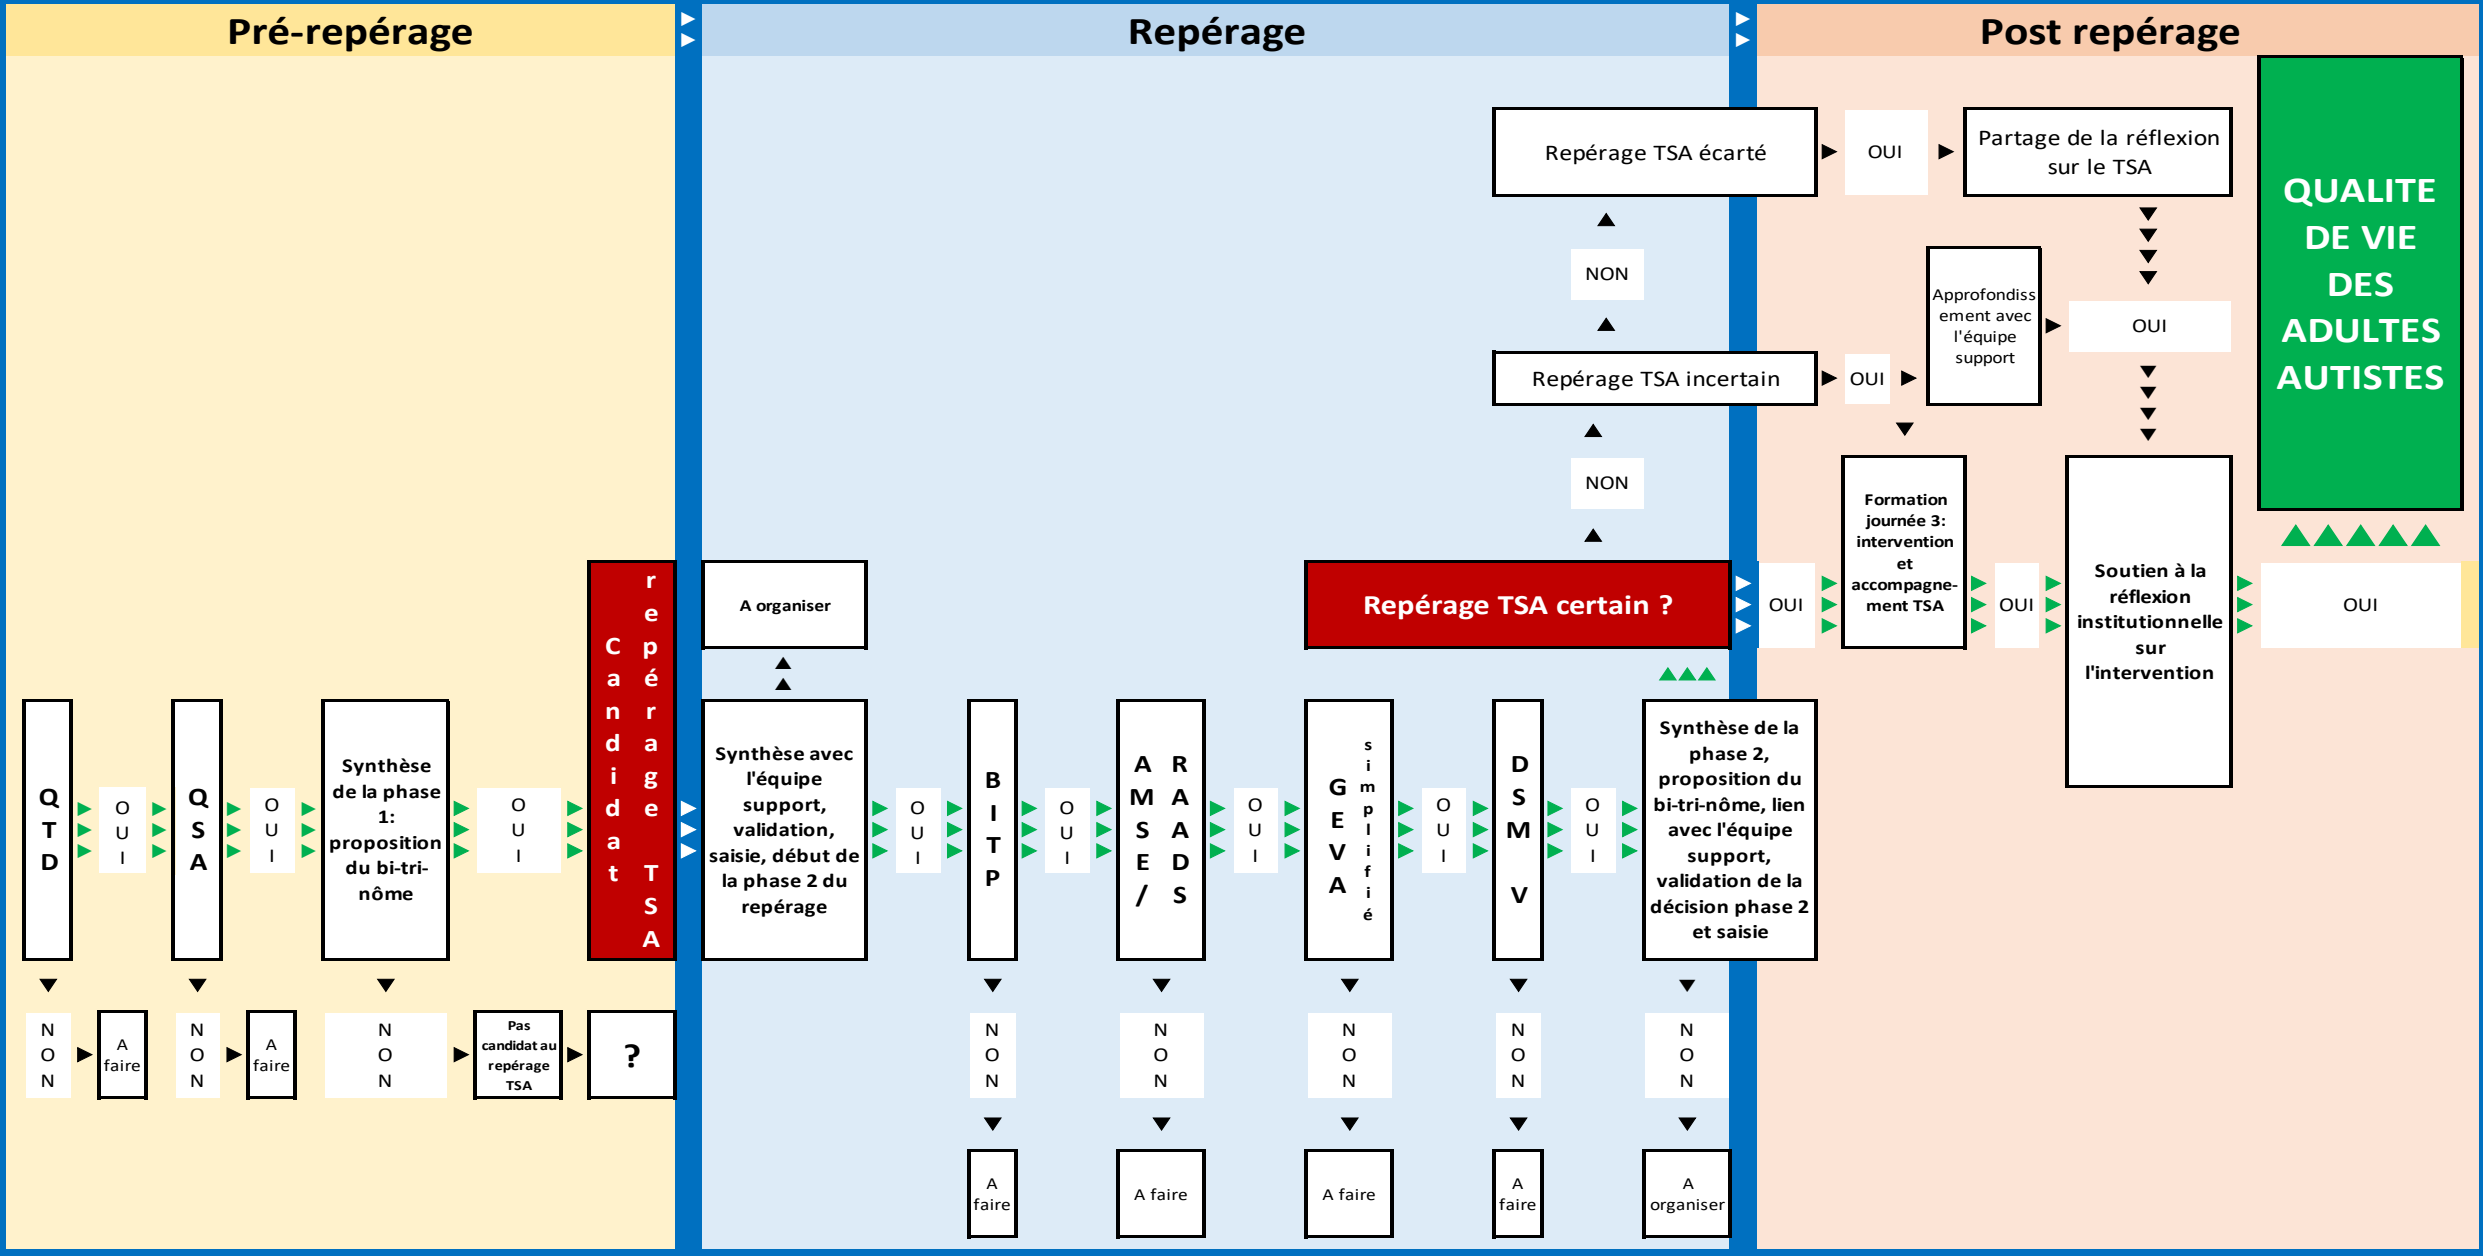 Pré-repérage
Repérage
Post repérage
QUALITE
DE VIE
DES
ADULTES
AUTISTES
Repérage TSA écarté
OUI
Partage de la réflexion
sur le TSA
NON
Approfondiss
ement avec
l'équipe
support
OUI
Repérage TSA incertain
OUI
NON
Formation
journée 3:
intervention
et
accompagne-
ment TSA
Soutien à la
réflexion
institutionnelle
sur
l'intervention
A organiser
Repérage TSA certain ?
OUI
OUI
OUI
QTD
OUI
QSA
OUI
Synthèse
de la phase
1:
proposition
du bi-tri-
nôme
OUI
Candidat
repérage TSA
Synthèse avec
l'équipe
support,
validation,
saisie, début de
la phase 2 du
repérage
OUI
BITP
OUI
AMSE/
RAADS
OUI
GEVA
simplifié
OUI
DSM V
OUI
Synthèse de la
phase 2,
proposition du
bi-tri-nôme, lien
avec l'équipe
support,
validation de la
décision phase 2
et saisie
NON
A
faire
NON
A
faire
NON
Pas
candidat au
repérage
TSA
?
NON
NON
NON
NON
NON
A
faire
A faire
A faire
A
faire
A
organiser